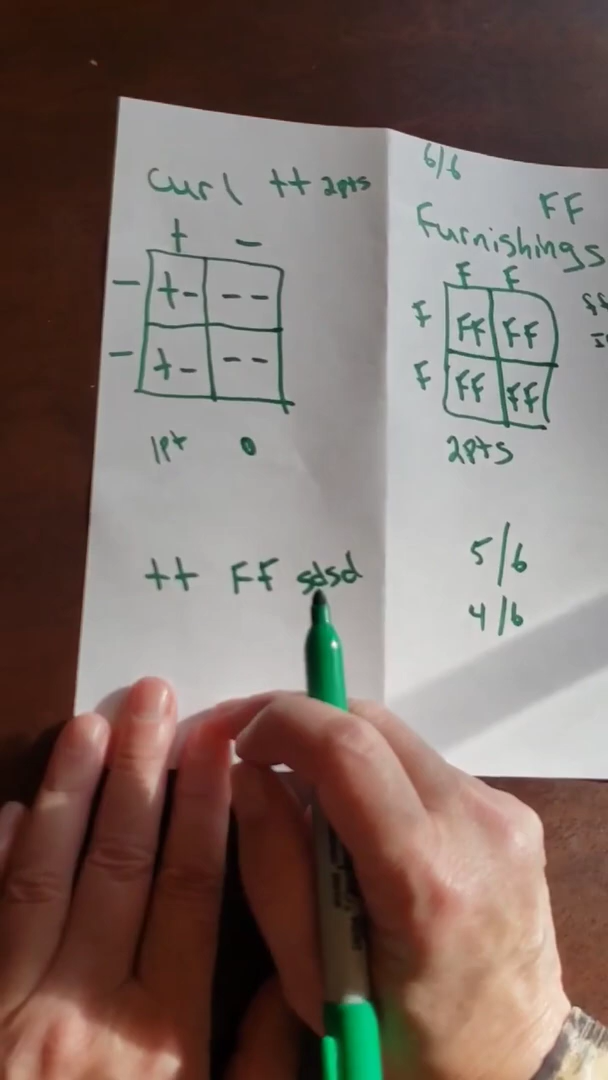 Curl ++ 2pts
+ -
- +- --
- +- --
1pt 0
++ FF sdsd
6/6
FF
Furnishings
F F
F FF FF
F FF FF
2pts
5/6
4/6